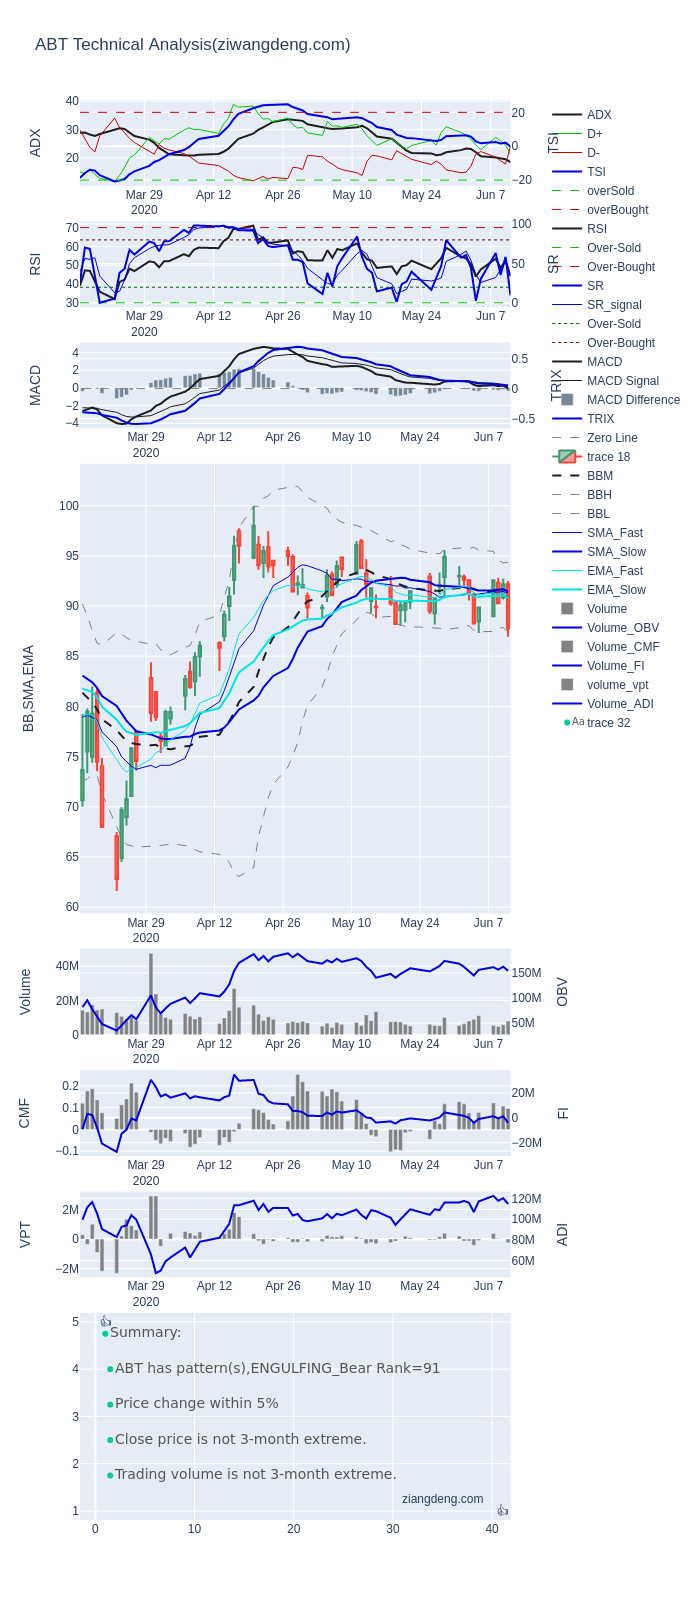 ABT Technical Analysis(ziwangdeng.com)
ADX
40
30
20
20
0
−20
TSI
Mar 29
2020
Apr 12
Apr 26
May 10
May 24
Jun 7
RSI
70
60
50
40
30
100
50
0
SR
Mar 29
2020
Apr 12
Apr 26
May 10
May 24
Jun 7
MACD
4
2
0
−2
−4
0.5
0
−0.5
TRIX
Mar 29
2020
Apr 12
Apr 26
May 10
May 24
Jun 7
BB,SMA,EMA
100
95
90
85
80
75
70
65
60
Mar 29
2020
Apr 12
Apr 26
May 10
May 24
Jun 7
Volume
40M
20M
0
150M
100M
50M
OBV
Mar 29
2020
Apr 12
Apr 26
May 10
May 24
Jun 7
CMF
0.2
0.1
0
−0.1
20M
0
−20M
FI
Mar 29
2020
Apr 12
Apr 26
May 10
May 24
Jun 7
VPT
2M
0
−2M
120M
100M
80M
60M
ADI
Mar 29
2020
Apr 12
Apr 26
May 10
May 24
Jun 7
5
4
3
2
1
👍
Summary:
ABT has pattern(s),ENGULFING_Bear Rank=91
Price change within 5%
Close price is not 3-month extreme.
Trading volume is not 3-month extreme.
ziangdeng.com
👍
0
10
20
30
40
ADX
D+
D-
TSI
overSold
overBought
RSI
Over-Sold
Over-Bought
SR
SR_signal
Over-Sold
Over-Bought
MACD
MACD Signal
MACD Difference
TRIX
Zero Line
trace 18
BBM
BBH
BBL
SMA_Fast
SMA_Slow
EMA_Fast
EMA_Slow
Volume
Volume_OBV
Volume_CMF
Volume_FI
volume_vpt
Volume_ADI
Aa trace 32